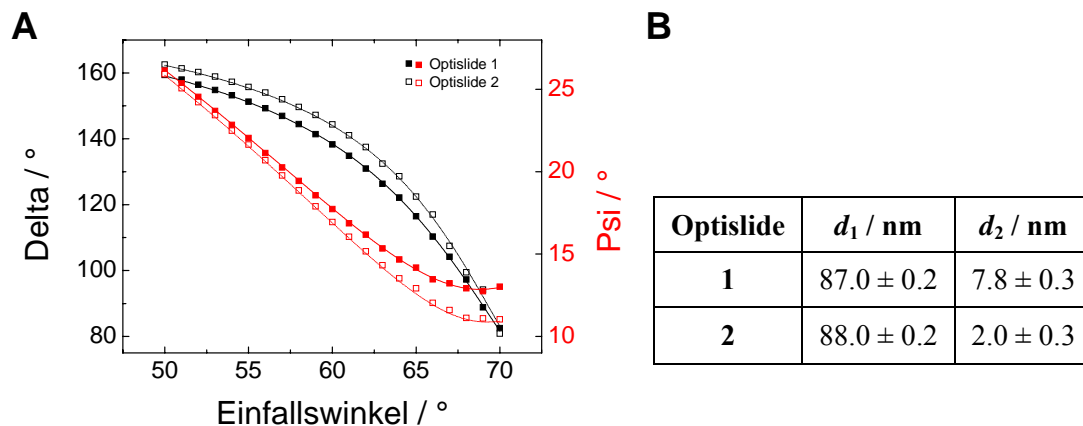 A
B
Delta / °
160
140
120
100
80
Optislide 1
Optislide 2
25
20
15
10
Psi / °
50 55 60 65 70
Einfallswinkel / °
Optislide d1 / nm d2 / nm
1 87.0 ± 0.2 7.8 ± 0.3
2 88.0 ± 0.2 2.0 ± 0.3